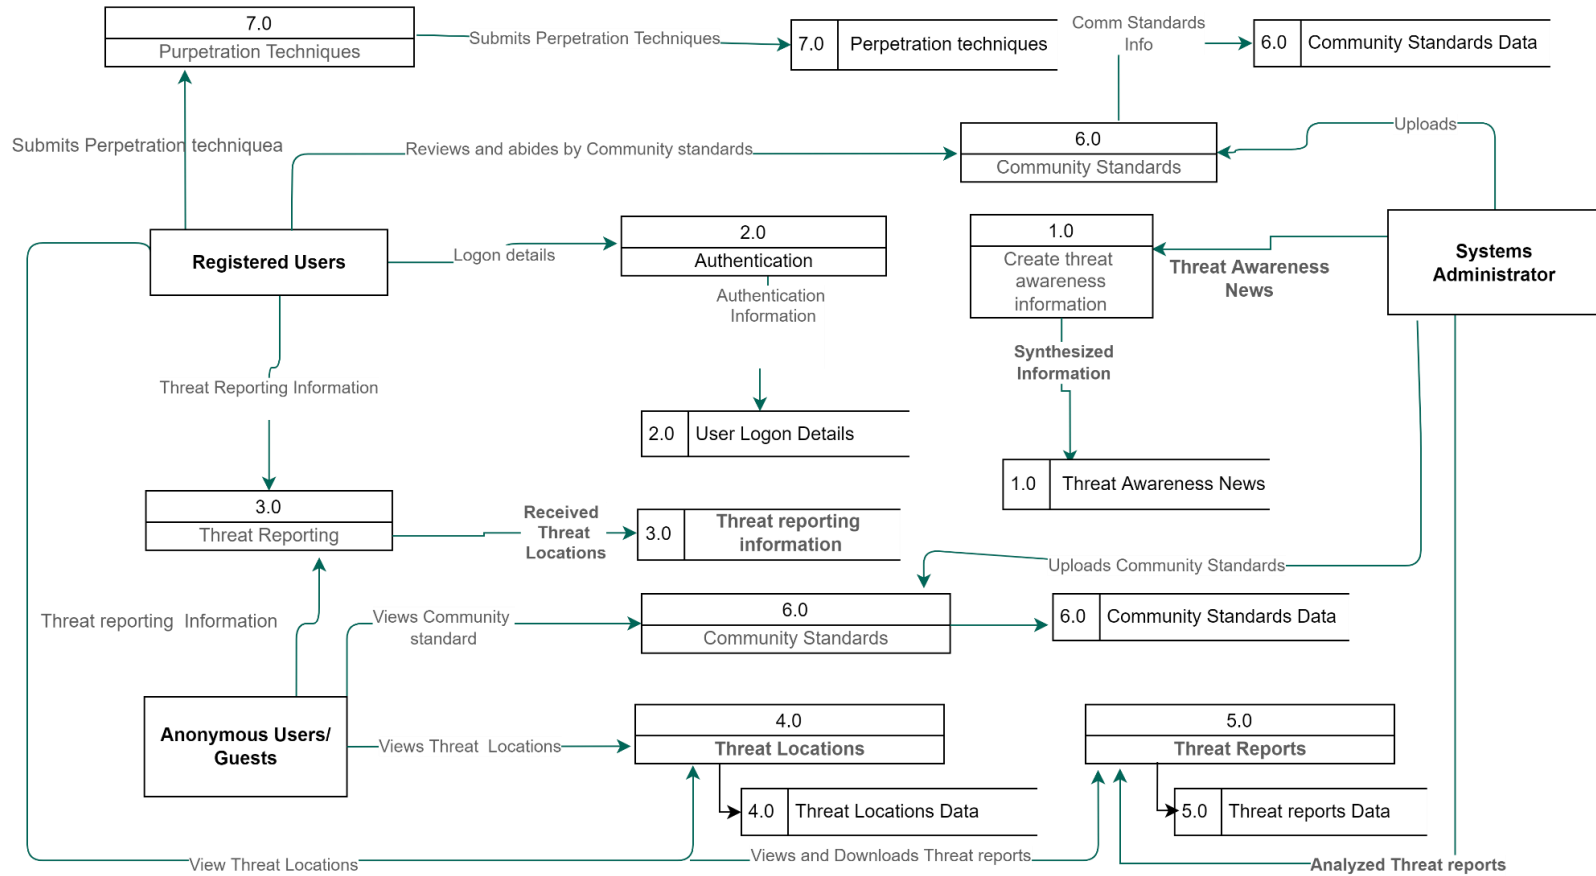 7.0
Purpetration Techniques
Submits Perpetration Techniques
7.0
Perpetration techniques
Comm Standards
Info
6.0
Community Standards Data
Submits Perpetration techniquea
Reviews and abides by Community standards
6.0
Community Standards
Uploads
Registered Users
Logon details
2.0
Authentication
Authentication
Information
1.0
Create threat
awareness
information
Threat Awareness
News
Systems
Administrator
Synthesized
Information
Threat Reporting Information
2.0
User Logon Details
1.0
Threat Awareness News
3.0
Threat Reporting
Received
Threat
Locations
3.0
Threat reporting
information
Uploads Community Standards
Threat reporting Information
Views Community
standard
6.0
Community Standards
6.0
Community Standards Data
Anonymous Users/
Guests
Views Threat Locations
4.0
Threat Locations
5.0
Threat Reports
4.0
Threat Locations Data
5.0
Threat reports Data
View Threat Locations
Views and Downloads Threat reports
Analyzed Threat reports